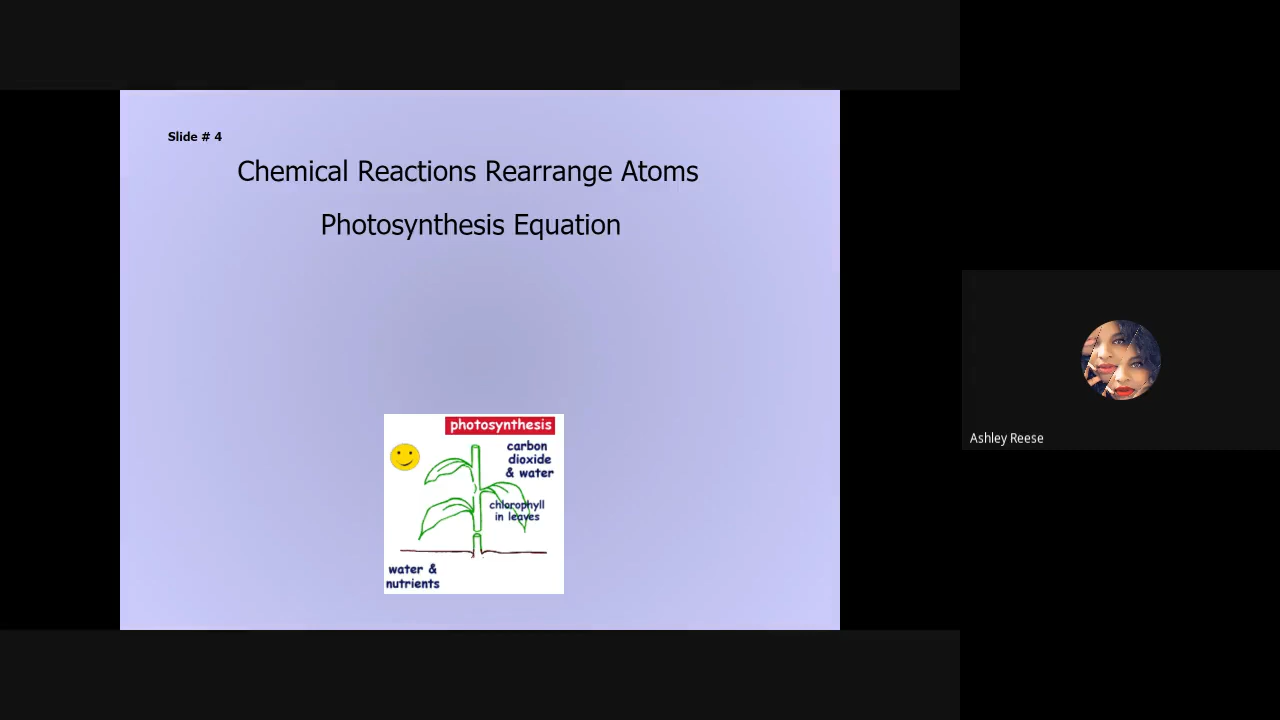 Slide # 4
Chemical Reactions Rearrange Atoms
Photosynthesis Equation
photosynthesis
carbon
dioxide
& water
chlorophyll
in leaves
water &
nutrients
Ashley Reese